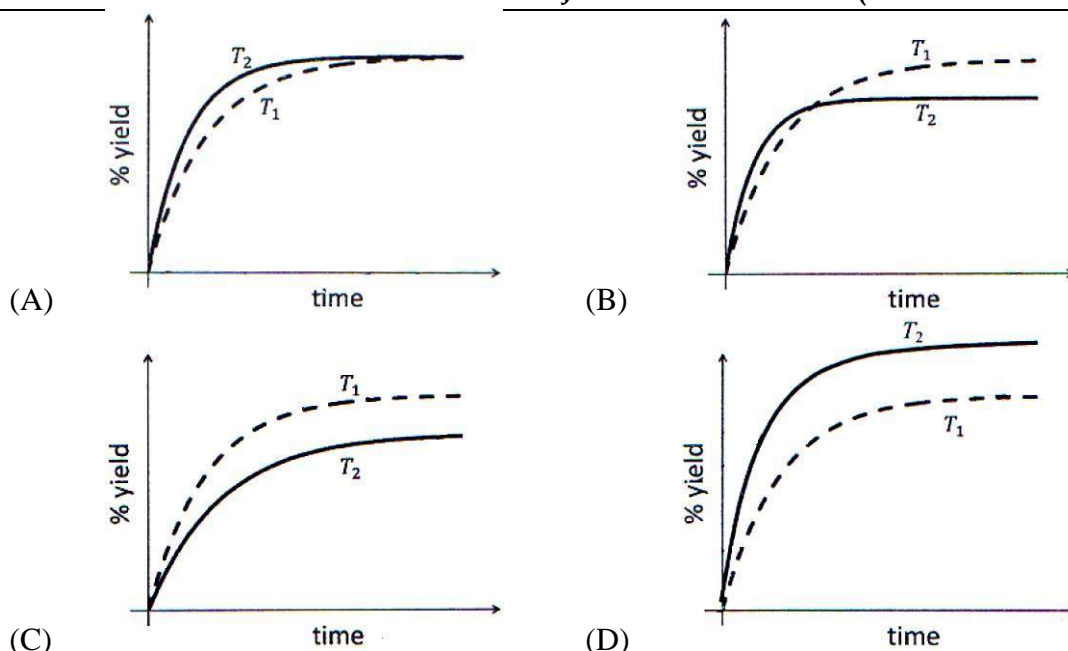 T₂
T₁
% yield
time
(A)
T₁
T₂
% yield
time
(B)
T₁
T₂
% yield
time
(C)
T₂
T₁
% yield
time
(D)